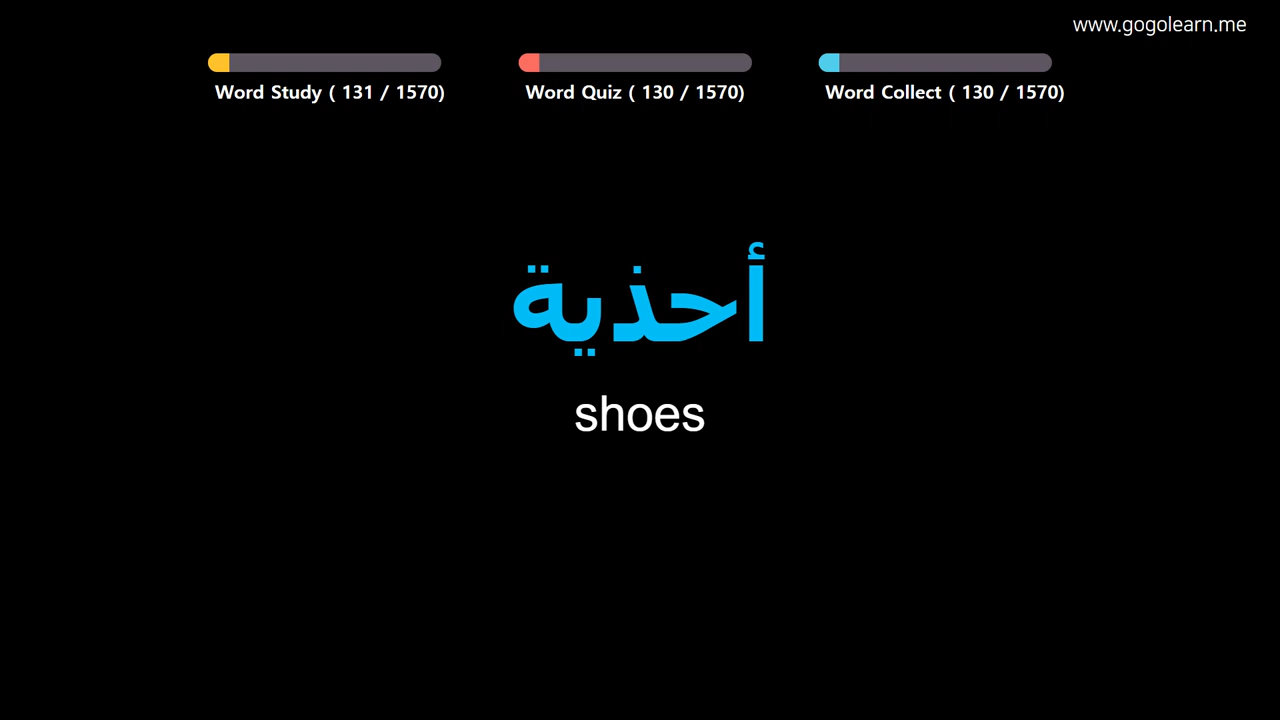 www.gogolearn.me
Word Study ( 131 / 1570)
Word Quiz ( 130 / 1570)
Word Collect ( 130 / 1570)
أحذية
shoes